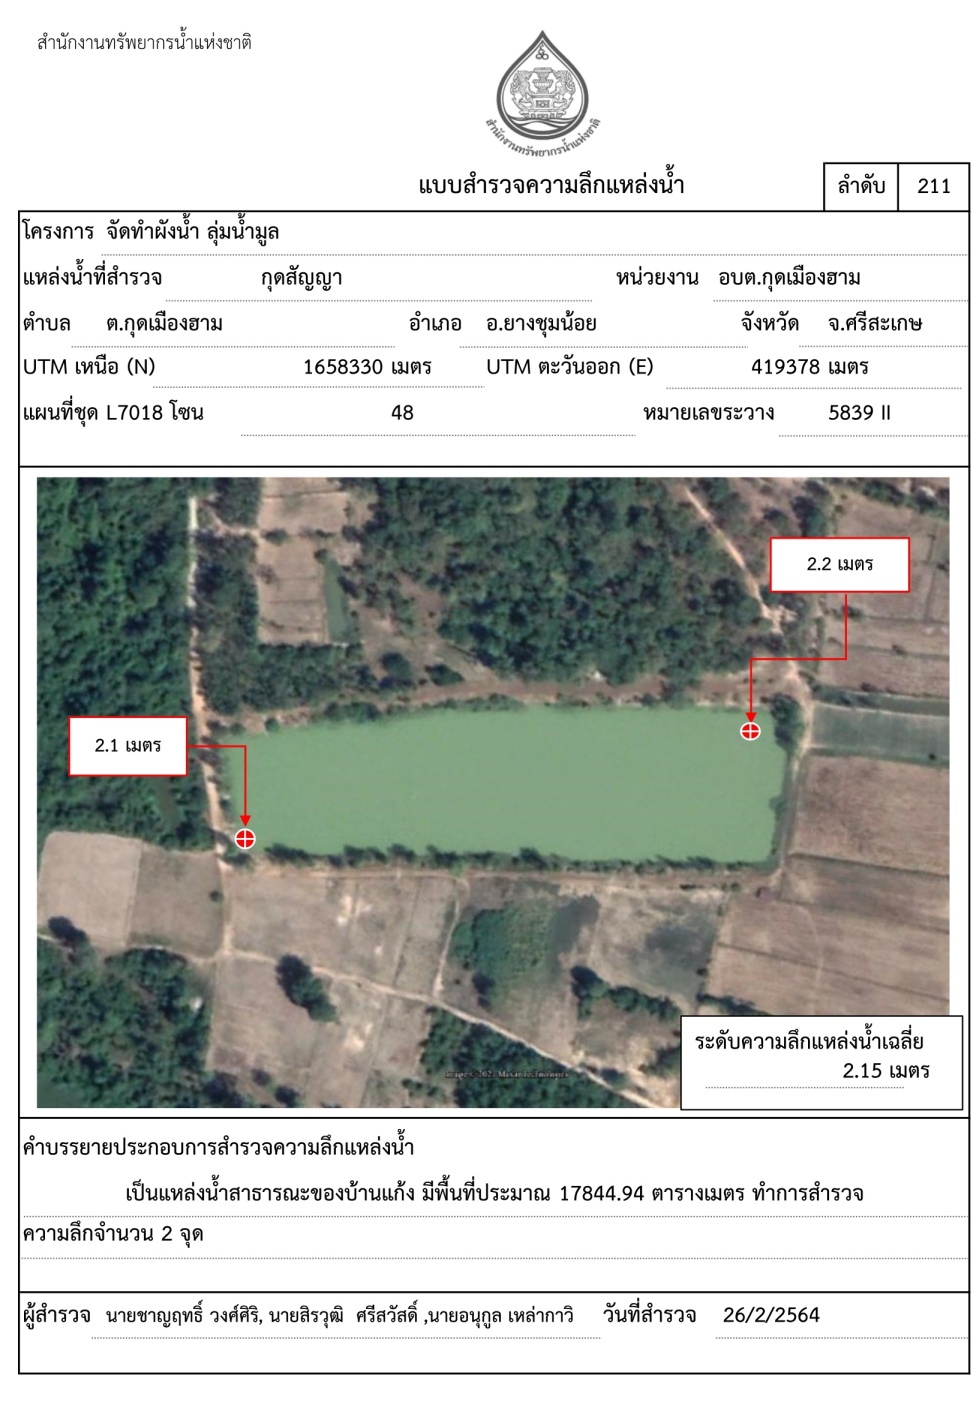 สำนักงานทรัพยากรน้ำแห่งชาติ
สำนักงานทรัพยากรน้ำแห่งชาติ
แบบสำรวจความลึกแหล่งน้ำ ลำดับ 211
โครงการ จัดทำผังน้ำ ลุ่มน้ำมูล
แหล่งน้ำที่สำรวจ กุดสัญญา หน่วยงาน อบต.กุดเมืองฮาม
ตำบล ต.กุดเมืองฮาม อำเภอ อ.ยางชุมน้อย จังหวัด จ.ศรีสะเกษ
UTM เหนือ (N) 1658330 เมตร UTM ตะวันออก (E) 419378 เมตร
แผนที่ชุด L7018 โซน 48 หมายเลขระวาง 5839 II
2.2 เมตร
2.1 เมตร
ระดับความลึกแหล่งน้ำเฉลี่ย
2.15 เมตร
คำบรรยายประกอบการสำรวจความลึกแหล่งน้ำ
เป็นแหล่งน้ำสาธารณะของบ้านแก้ง มีพื้นที่ประมาณ 17844.94 ตารางเมตร ทำการสำรวจ
ความลึกจำนวน 2 จุด
ผู้สำรวจ นายชาญฤทธิ์ วงศ์ศิริ, นายสิรวุฒิ ศรีสวัสดิ์ ,นายอนุกูล เหล่ากาวิ วันที่สำรวจ 26/2/2564